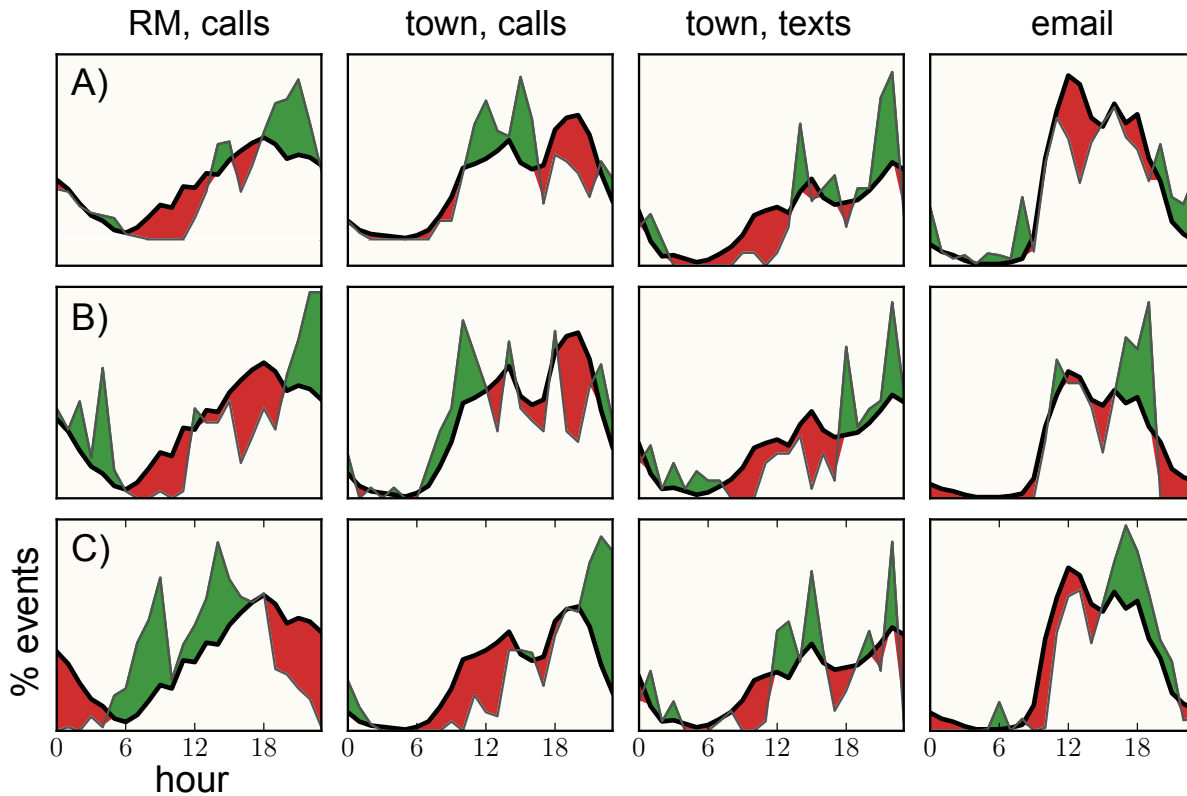 RM, calls
town, calls
town, texts
email
A)
B)
C)
% events
0 6 12 18
0 6 12 18
0 6 12 18
0 6 12 18
hour